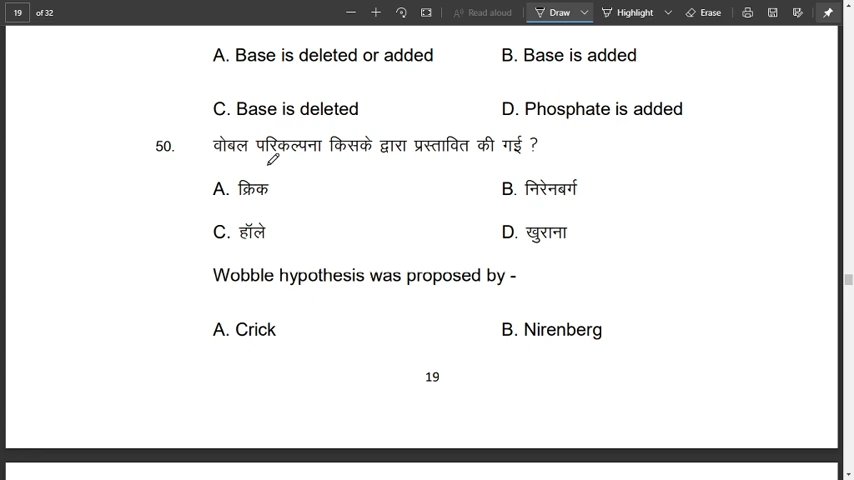 19 of 32 Read aloud Draw Highlight Erase
A. Base is deleted or added B. Base is added
C. Base is deleted D. Phosphate is added
50. वोबल परिकल्पना किसके द्वारा प्रस्तावित की गई ?
A. क्रिक B. निरेनबर्ग
C. हॉले D. खुराना
Wobble hypothesis was proposed by -
A. Crick B. Nirenberg
19